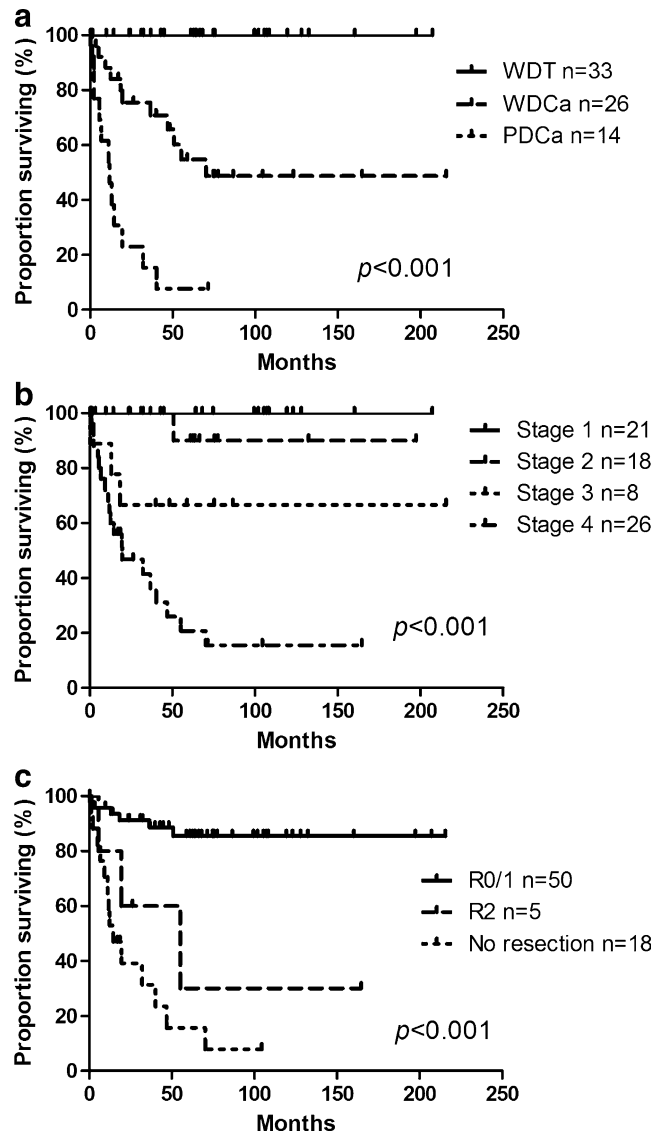 a
Proportion surviving (%)
100
80
60
40
20
0
0 50 100 150 200 250
Months
WDT n=33
WDCa n=26
PDCa n=14
p<0.001
b
Proportion surviving (%)
100
80
60
40
20
0
0 50 100 150 200 250
Months
Stage 1 n=21
Stage 2 n=18
Stage 3 n=8
Stage 4 n=26
p<0.001
c
Proportion surviving (%)
100
80
60
40
20
0
0 50 100 150 200 250
Months
R0/1 n=50
R2 n=5
No resection n=18
p<0.001